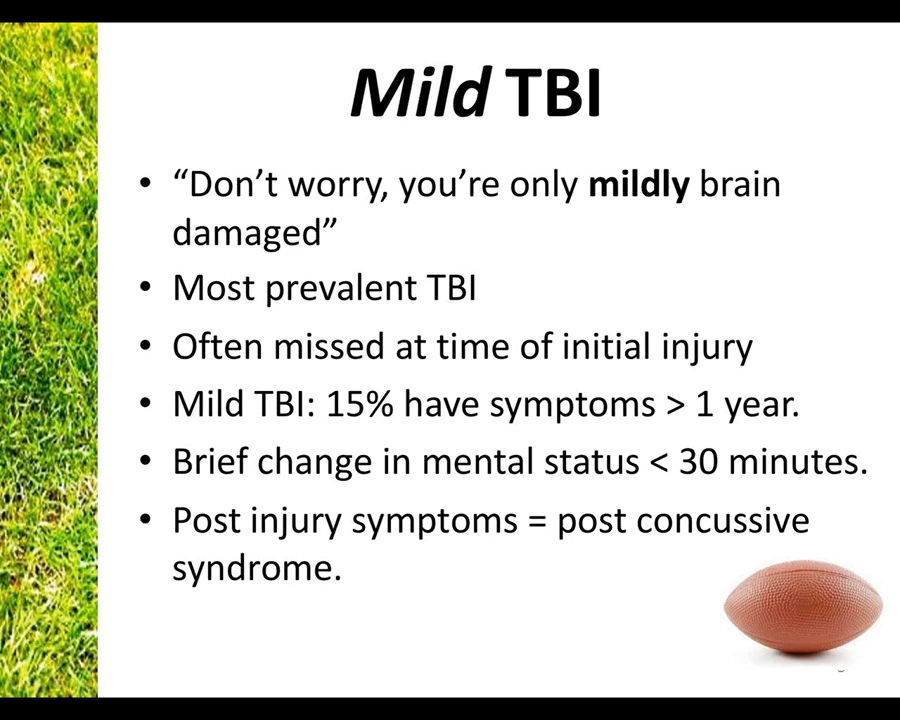 Mild TBI
• “Don’t worry, you’re only mildly brain
damaged”
• Most prevalent TBI
• Often missed at time of initial injury
• Mild TBI: 15% have symptoms > 1 year.
• Brief change in mental status < 30 minutes.
• Post injury symptoms = post concussive
syndrome.